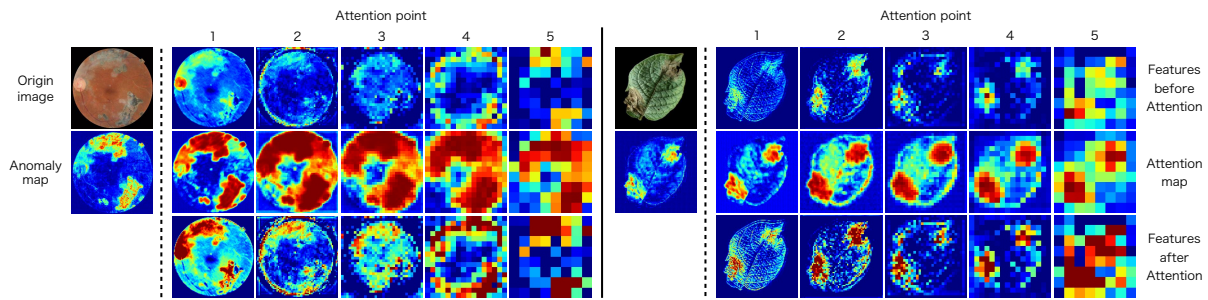 Attention point
Attention point
1 2 3 4 5
1 2 3 4 5
Origin
image
Features
before
Attention
Anomaly
map
Attention
map
Features
after
Attention